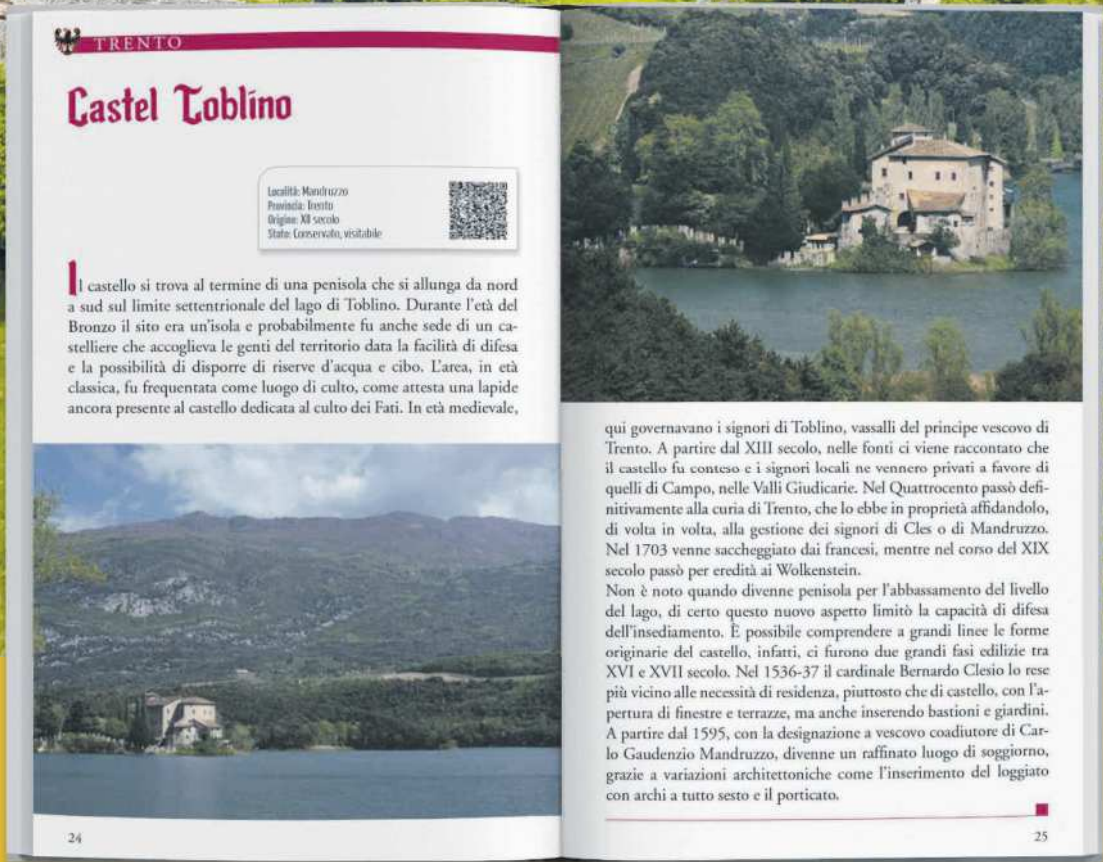 TRENTO
Castel Toblino
Località: Mandruzzo
Provincia: Trento
Origine: XII secolo
Stato: Conservato, visitabile
Il castello si trova al termine di una penisola che si allunga da nord
a sud sul limite settentrionale del lago di Toblino. Durante l'età del
Bronzo il sito era un'isola e probabilmente fu anche sede di un ca-
stelliere che accoglieva le genti del territorio data la facilità di difesa
e la possibilità di disporre di riserve d'acqua e cibo. L'area, in età
classica, fu frequentata come luogo di culto, come attesta una lapide
ancora presente al castello dedicata al culto dei Fati. In età medievale,
24
qui governavano i signori di Toblino, vassalli del principe vescovo di
Trento. A partire dal XIII secolo, nelle fonti ci viene raccontato che
il castello fu conteso e i signori locali ne vennero privati a favore di
quelli di Campo, nelle Valli Giudicarie. Nel Quattrocento passò defi-
nitivamente alla curia di Trento, che lo ebbe in proprietà affidandolo,
di volta in volta, alla gestione dei signori di Cles o di Mandruzzo.
Nel 1703 venne saccheggiato dai francesi, mentre nel corso del XIX
secolo passò per eredità ai Wolkenstein.
Non è noto quando divenne penisola per l'abbassamento del livello
del lago, di certo questo nuovo aspetto limitò la capacità di difesa
dell'insediamento. È possibile comprendere a grandi linee le forme
originarie del castello, infatti, ci furono due grandi fasi edilizie tra
XVI e XVII secolo. Nel 1536-37 il cardinale Bernardo Clesio lo rese
più vicino alle necessità di residenza, piuttosto che di castello, con l'a-
pertura di finestre e terrazze, ma anche inserendo bastioni e giardini.
A partire dal 1595, con la designazione a vescovo coadiutore di Car-
lo Gaudenzio Mandruzzo, divenne un raffinato luogo di soggiorno,
grazie a variazioni architettoniche come l'inserimento del loggiato
con archi a tutto sesto e il porticato.
25